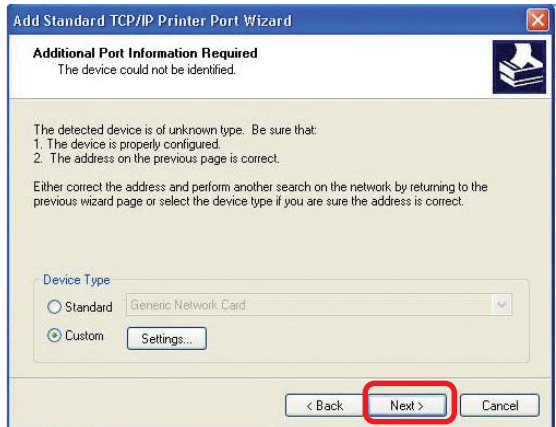 Add Standard TCP/IP Printer Port Wizard
Additional Port Information Required
The device could not be identified.
The detected device is of unknown type. Be sure that:
1. The device is properly configured.
2. The address on the previous page is correct.
Either correct the address and perform another search on the network by returning to the
previous wizard page or select the device type if you are sure the address is correct.
Device Type
Standard
Generic Network Card
Custom
Settings...
< Back
Next >
Cancel